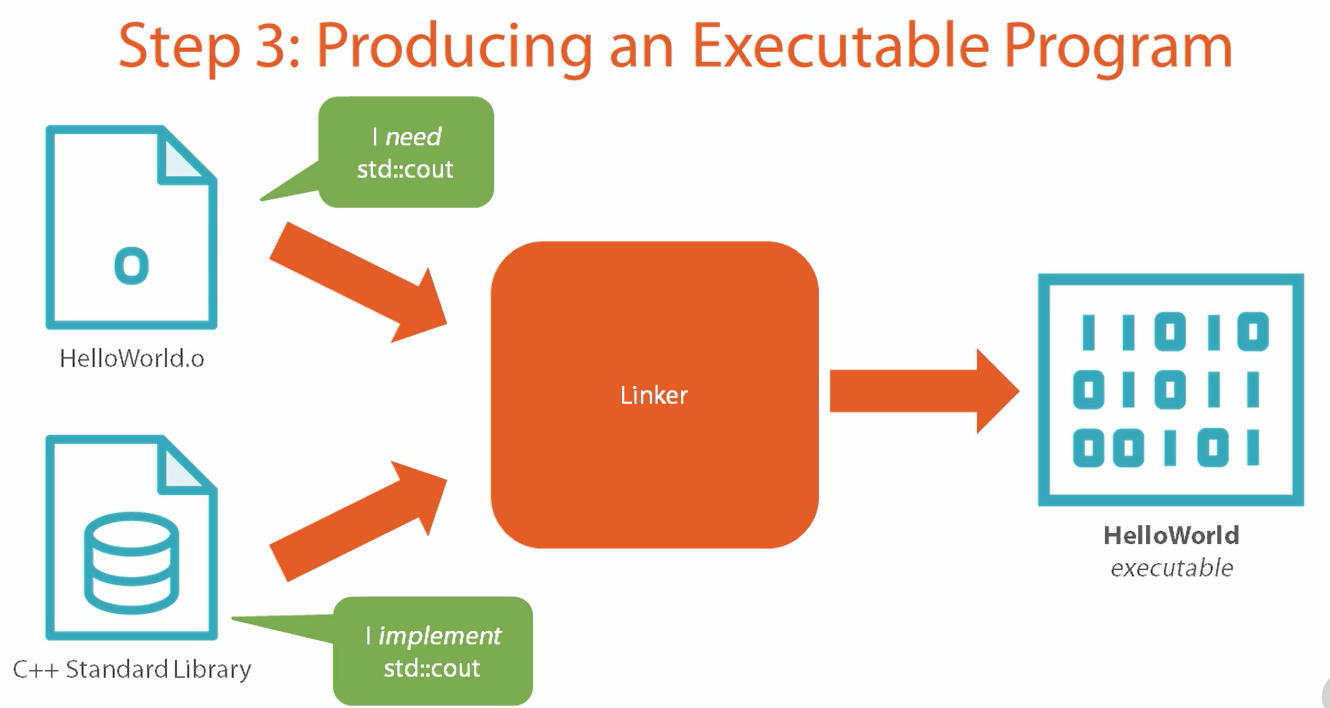 Step 3: Producing an Executable Program
I need
std::cout
HelloWorld.o
Linker
11010
01011
00101
HelloWorld
executable
I implement
std::cout
C++ Standard Library